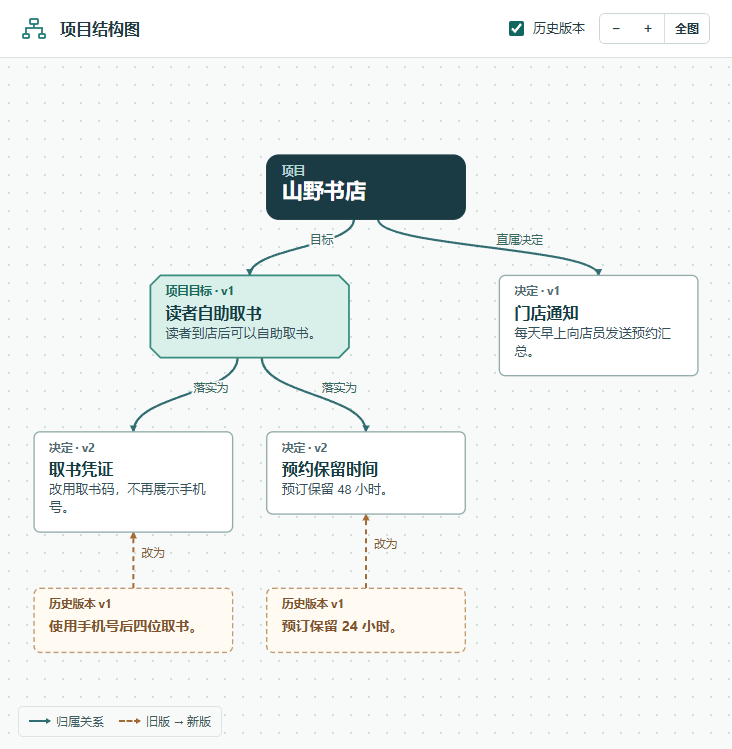 项目结构图
历史版本
− + 全图
项目
山野书店
目标
直属决定
项目目标 · v1
读者自助取书
读者到店后可以自助取书。
决定 · v1
门店通知
每天早上向店员发送预约汇
总。
落实为
落实为
决定 · v2
取书凭证
改用取书码，不再展示手机
号。
决定 · v2
预约保留时间
预订保留 48 小时。
改为
改为
历史版本 v1
使用手机号后四位取书。
历史版本 v1
预订保留 24 小时。
归属关系
旧版 → 新版